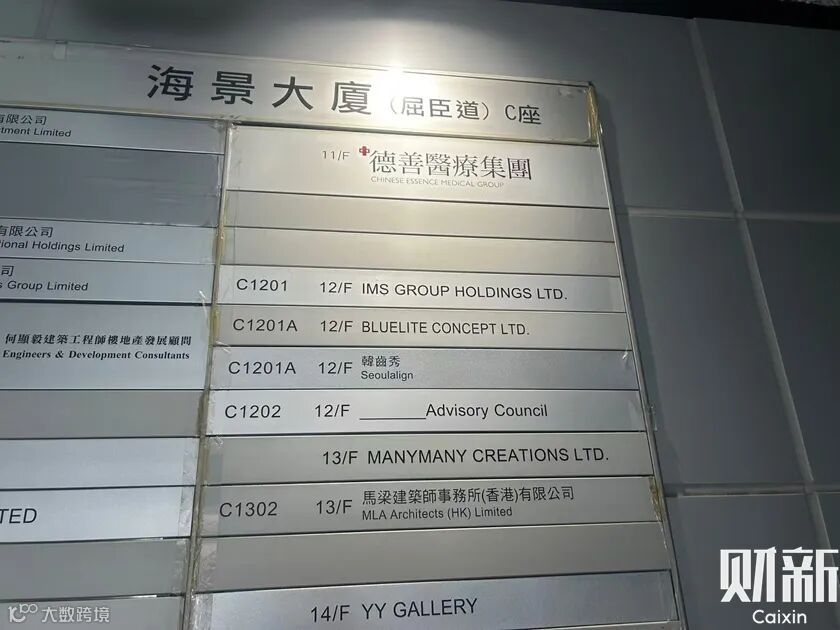 海景大廈(屈臣道) C座
有限公司
tment Limited
有限公司
tional Holdings Limited
公司
s Group Limited
何顯毅建築工程師樓地產發展顧問
Engineers & Development Consultants
TED
11/F 德善醫療集團
CHINESE ESSENCE MEDICAL GROUP
C1201 12/F IMS GROUP HOLDINGS LTD.
C1201A 12/F BLUELITE CONCEPT LTD.
C1201A 12/F 韓齒秀
Seoulalign
C1202 12/F ______Advisory Council
13/F MANYMANY CREATIONS LTD.
C1302 13/F 馬梁建築師事務所(香港)有限公司
MLA Architects (HK) Limited
14/F YY GALLERY
大数跨境
财新
Caixin